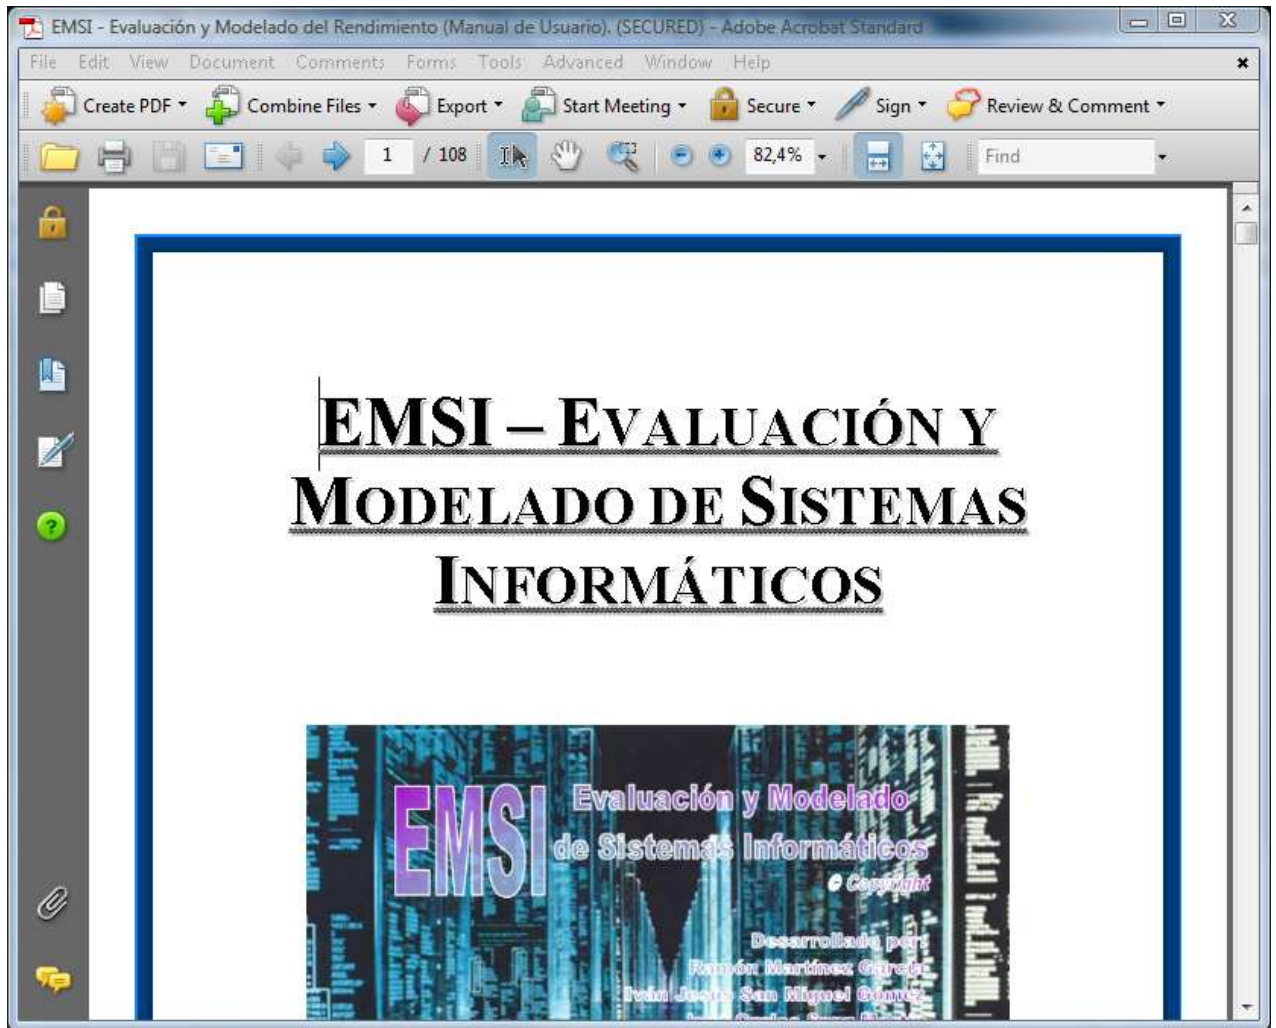 EMSI - Evaluación y Modelado del Rendimiento (Manual de Usuario). (SECURED) - Adobe Acrobat Standard
File Edit View Document Comments Forms Tools Advanced Window Help
Create PDF Combine Files Export Start Meeting Secure Sign Review & Comment
1 / 108 82,4% Find
EMSI – EVALUACIÓN Y
MODELADO DE SISTEMAS
INFORMÁTICOS
EMSI Evaluación y Modelado
de Sistemas Informáticos
© Copyright
Desarrollado por:
Ramón Martínez García
Iván Jesús San Miguel Gómez